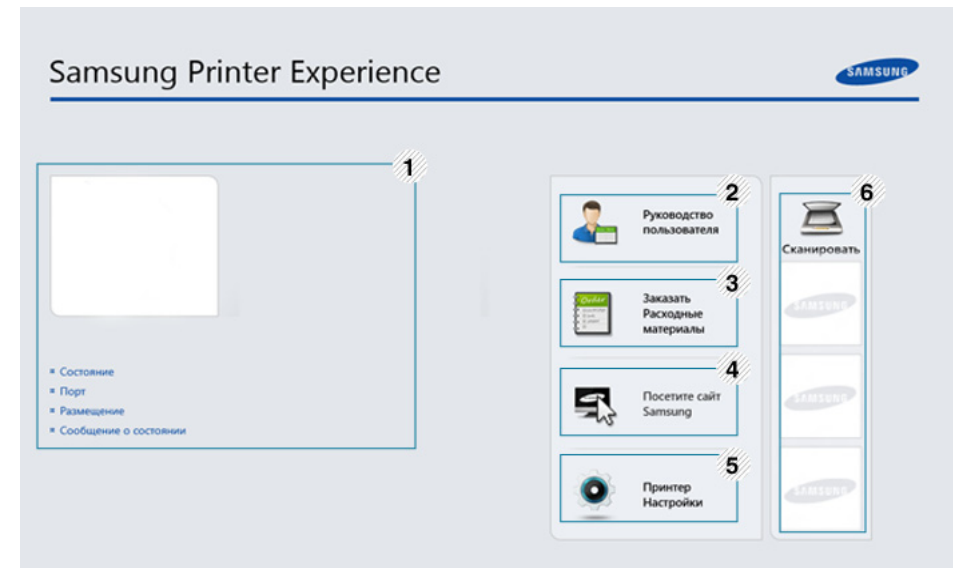 Samsung Printer Experience
SAMSUNG
1
Состояние
Порт
Размещение
Сообщение о состоянии
2
Руководство
пользователя
3
Order
Заказать
Расходные
материалы
4
Посетите сайт
Samsung
5
Принтер
Настройки
6
Сканировать
SAMSUNG
SAMSUNG
SAMSUNG